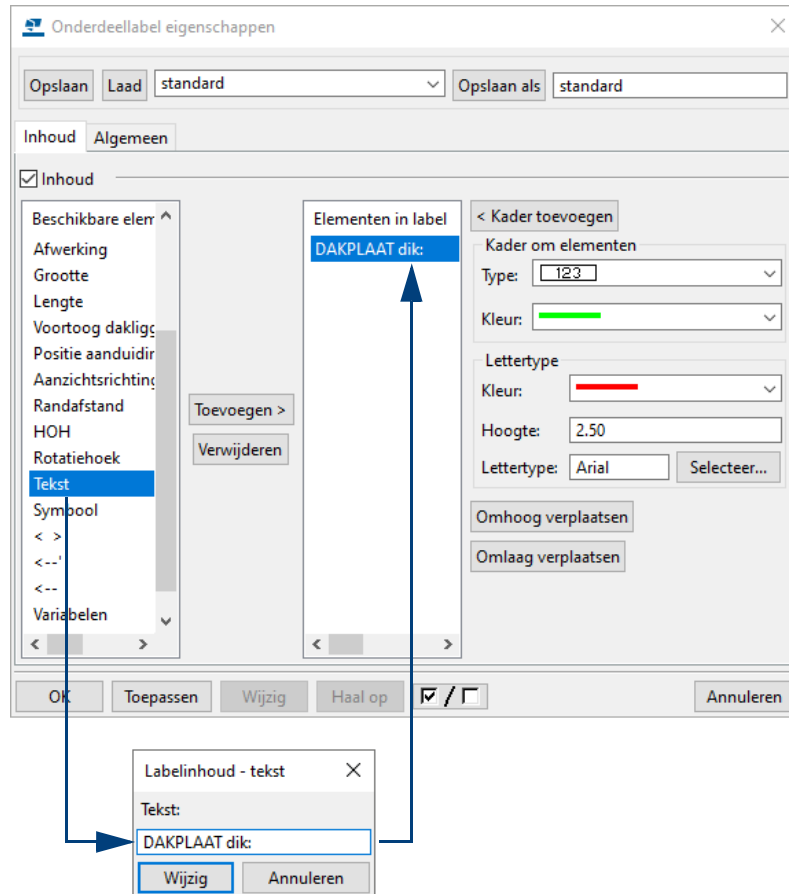 Onderdeellabel eigenschappen
Opslaan Laad standard Opslaan als standard
Inhoud Algemeen
Inhoud
Beschikbare elem
Afwerking
Grootte
Lengte
Voortoog dakligg
Positie aanduidin
Aanzichtsrichting
Randafstand
HOH
Rotatiehoek
Tekst
Symbool
< >
<--'
<--
Variabelen
Toevoegen >
Verwijderen
Elementen in label
DAKPLAAT dik:
< Kader toevoegen
Kader om elementen
Type: 123
Kleur:
Lettertype
Kleur:
Hoogte: 2.50
Lettertype: Arial Selecteer...
Omhoog verplaatsen
Omlaag verplaatsen
OK Toepassen Wijzig Haal op / Annuleren
Labelinhoud - tekst
Tekst:
DAKPLAAT dik:
Wijzig Annuleren